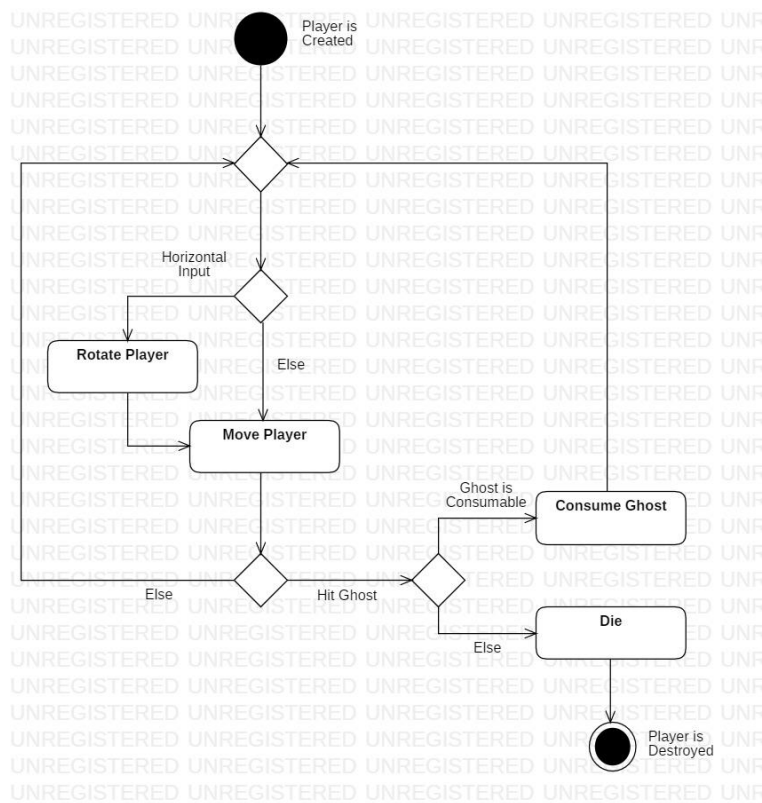 Player is
Created
Horizontal
Input
Rotate Player
Else
Move Player
Ghost is
Consumable
Consume Ghost
Else
Hit Ghost
Die
Else
Player is
Destroyed
UNREGISTERED